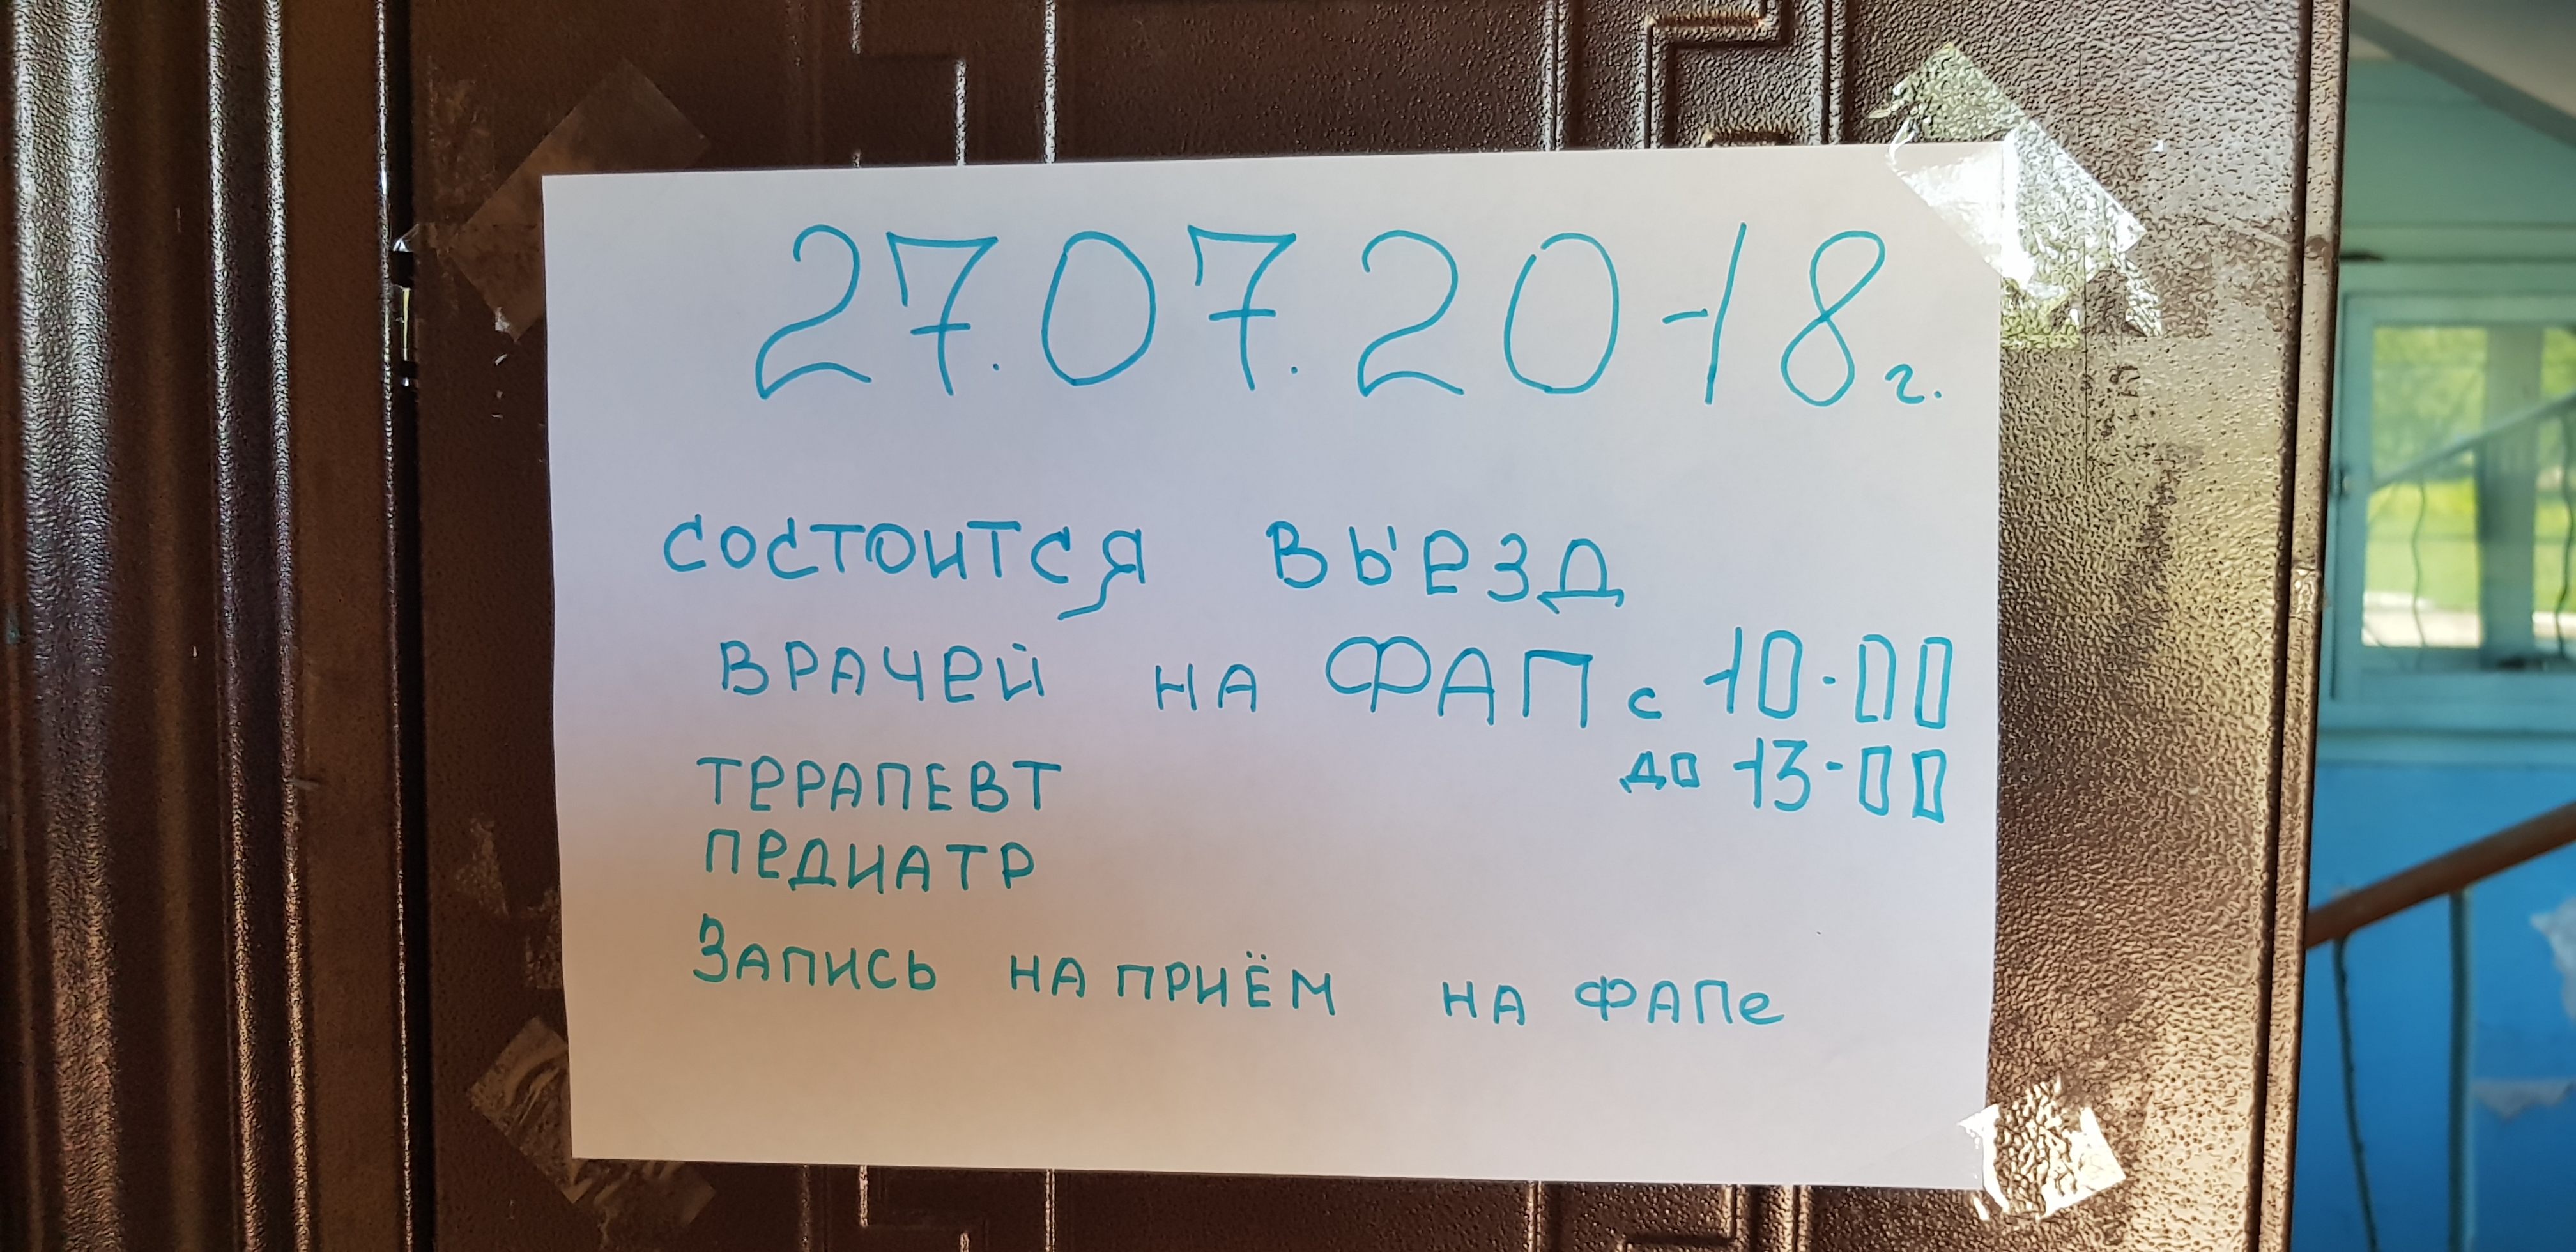 27.07.2018г.
состоится выезд
врачей на ФАП с 10-00
до 13-00
терапевт
педиатр
Запись на приём на ФАПе